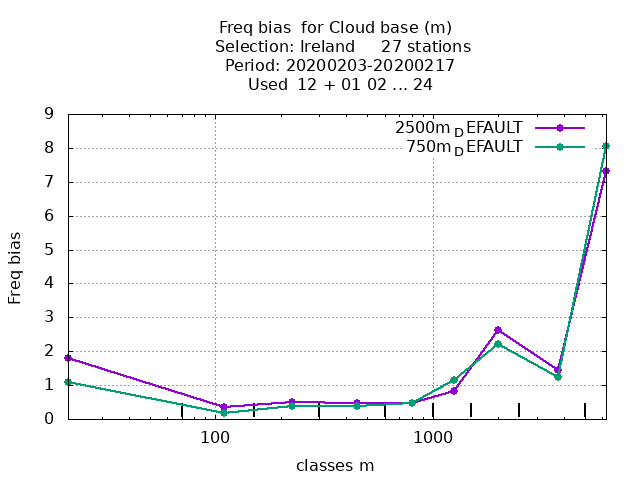 Freq bias  for Cloud base (m)
Selection: Ireland     27 stations
Period: 20200203-20200217
Used  12 + 01 02 ... 24
2500m_DEFAULT
750m_DEFAULT
9
8
7
6
5
4
3
2
1
0
Freq bias
100 1000
classes m